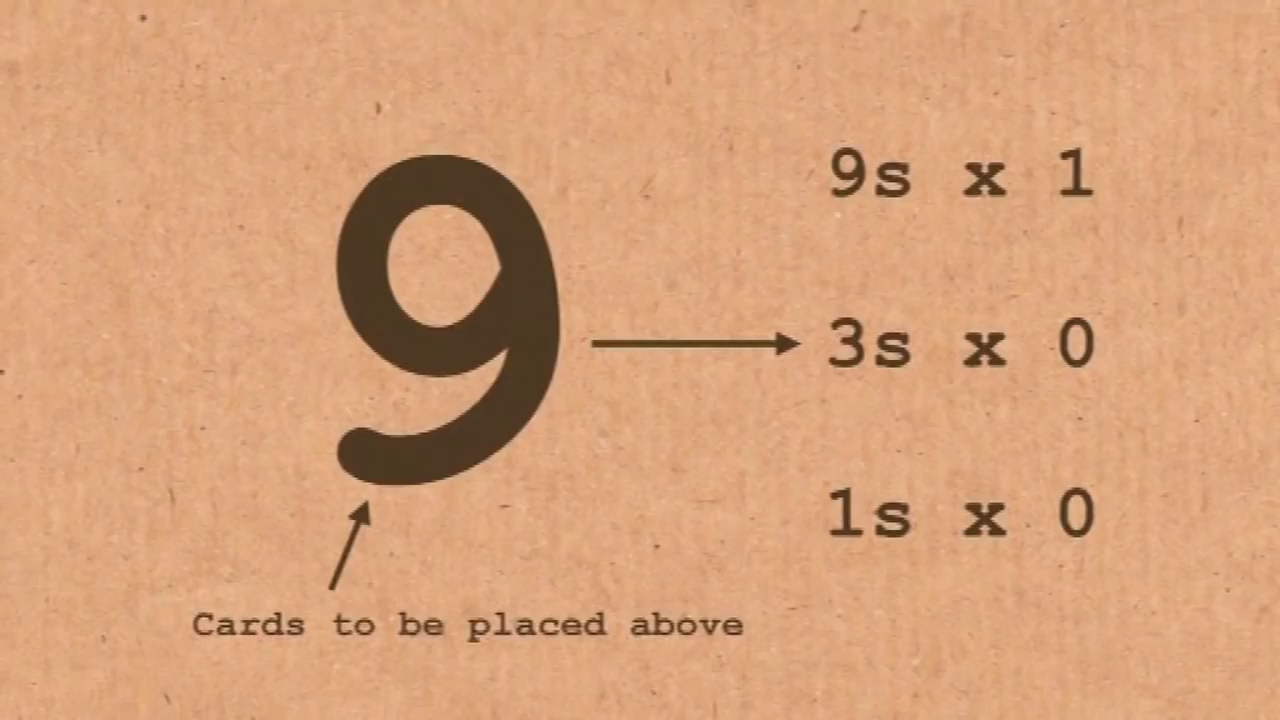 9
9s x 1
3s x 0
1s x 0
Cards to be placed above